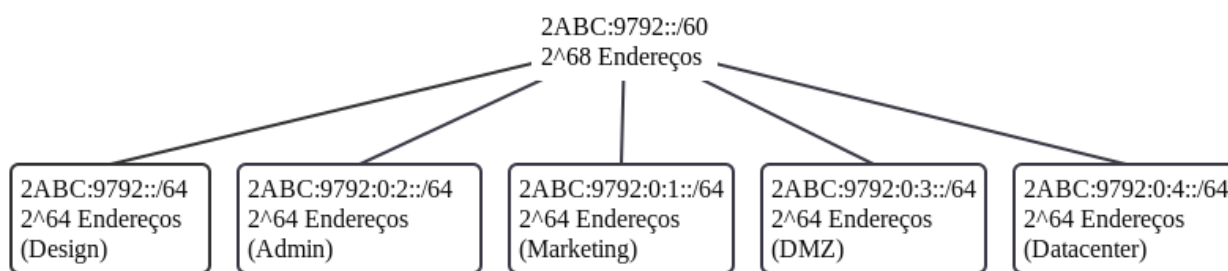 2ABC:9792::/60
2^68 Endereços
2ABC:9792::/64
2^64 Endereços
(Design)
2ABC:9792:0:2::/64
2^64 Endereços
(Admin)
2ABC:9792:0:1::/64
2^64 Endereços
(Marketing)
2ABC:9792:0:3::/64
2^64 Endereços
(DMZ)
2ABC:9792:0:4::/64
2^64 Endereços
(Datacenter)